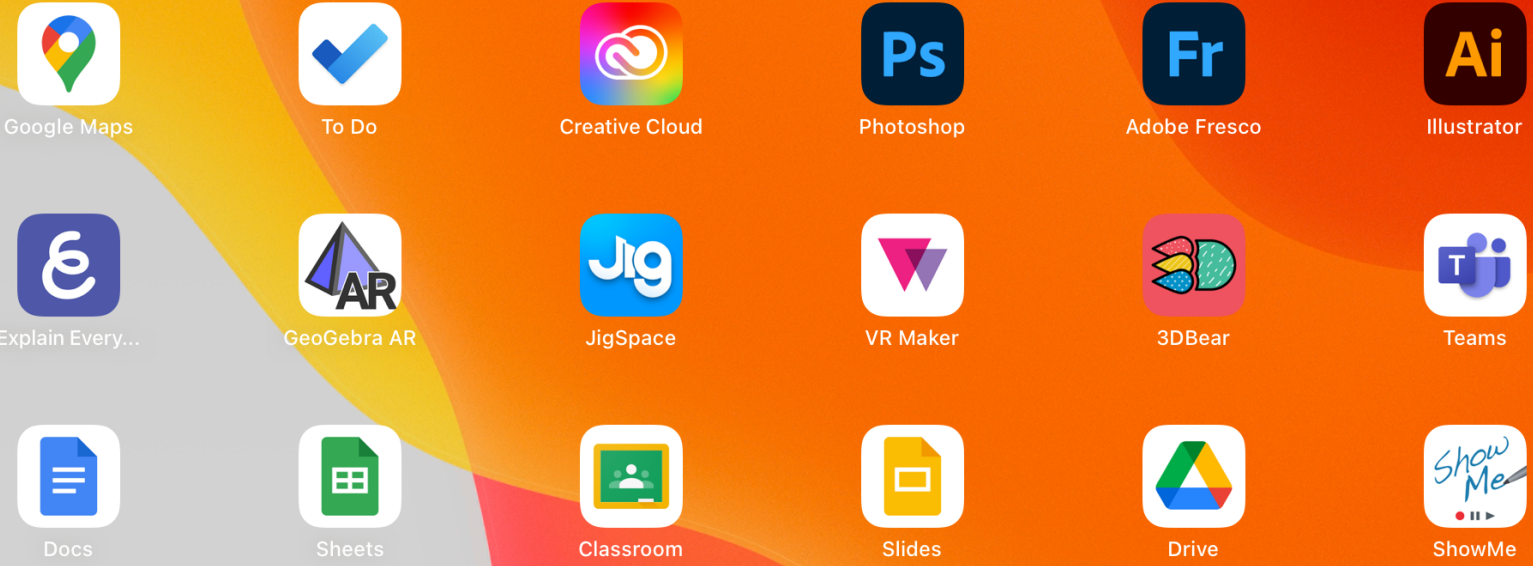 Ps
Fr
Ai
Google Maps
To Do
Creative Cloud
Photoshop
Adobe Fresco
Illustrator
AR
Jig
3D
T
Explain Every...
GeoGebra AR
JigSpace
VR Maker
3DBear
Teams
Show
Me
Docs
Sheets
Classroom
Slides
Drive
ShowMe